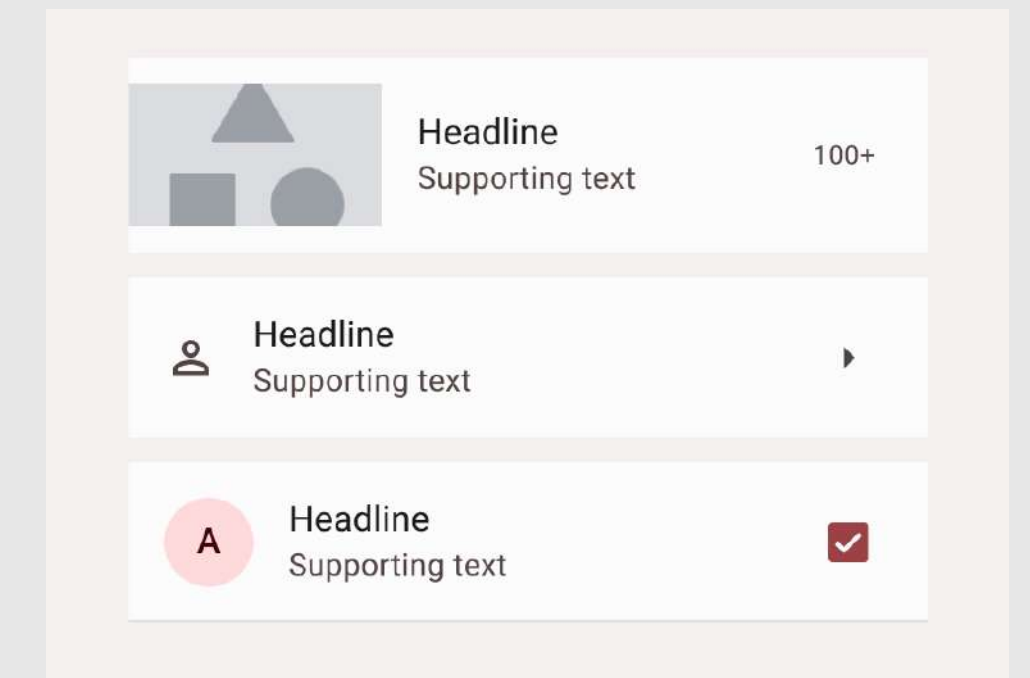 Headline
Supporting text
100+
Headline
Supporting text
A
Headline
Supporting text